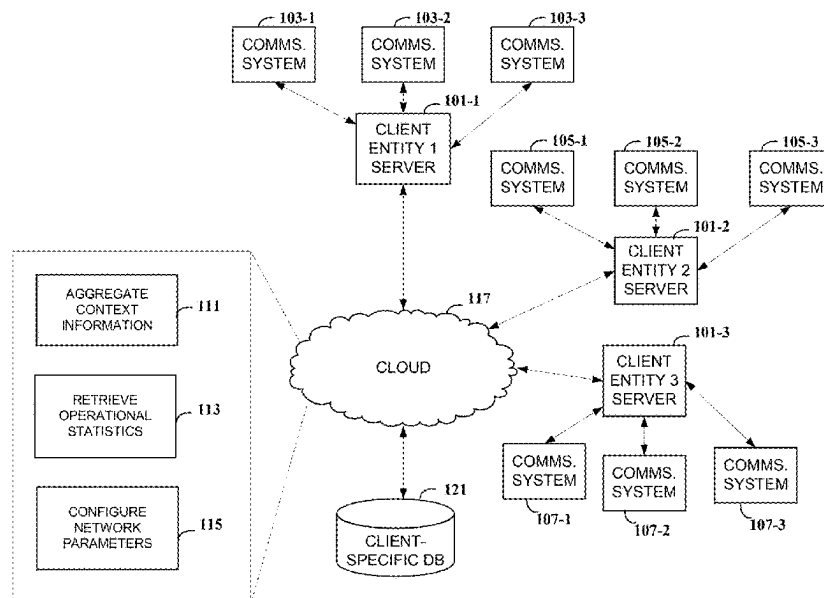 103-1
103-2
103-3
COMMS.
SYSTEM
COMMS.
SYSTEM
COMMS.
SYSTEM
101-1
CLIENT
ENTITY 1
SERVER
105-1
105-2
105-3
COMMS.
SYSTEM
COMMS.
SYSTEM
COMMS.
SYSTEM
101-2
CLIENT
ENTITY 2
SERVER
AGGREGATE
CONTEXT
INFORMATION
111
117
CLOUD
101-3
CLIENT
ENTITY 3
SERVER
RETRIEVE
OPERATIONAL
STATISTICS
113
COMMS.
SYSTEM
107-1
COMMS.
SYSTEM
107-2
COMMS.
SYSTEM
107-3
CONFIGURE
NETWORK
PARAMETERS
115
121
CLIENT-
SPECIFIC DB